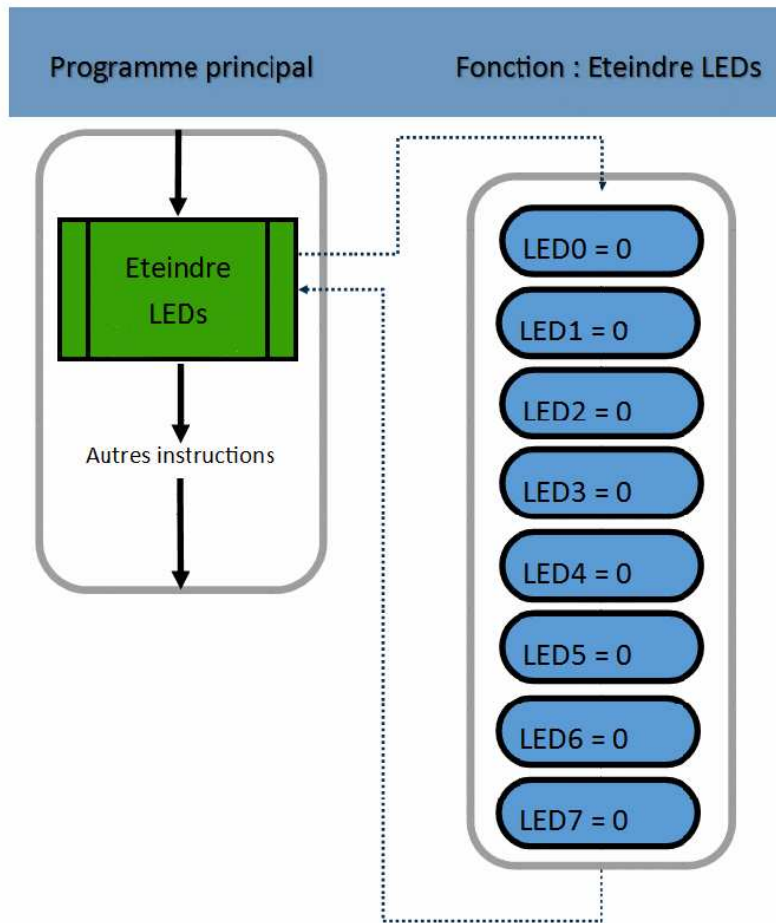 Programme principal
Fonction : Eteindre LEDs
Eteindre
LEDs
Autres instructions
LED0 = 0
LED1 = 0
LED2 = 0
LED3 = 0
LED4 = 0
LED5 = 0
LED6 = 0
LED7 = 0